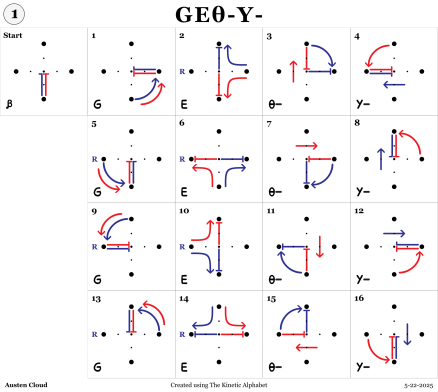 1
GEθ-Y-
Start
β
1
G
2
R
E
3
θ-
4
Y-
5
R
G
6
R
E
7
θ-
8
Y-
9
R
G
10
R
E
11
θ-
12
Y-
13
R
G
14
R
E
15
θ-
16
Y-
Austen Cloud
Created using The Kinetic Alphabet
5-22-2025